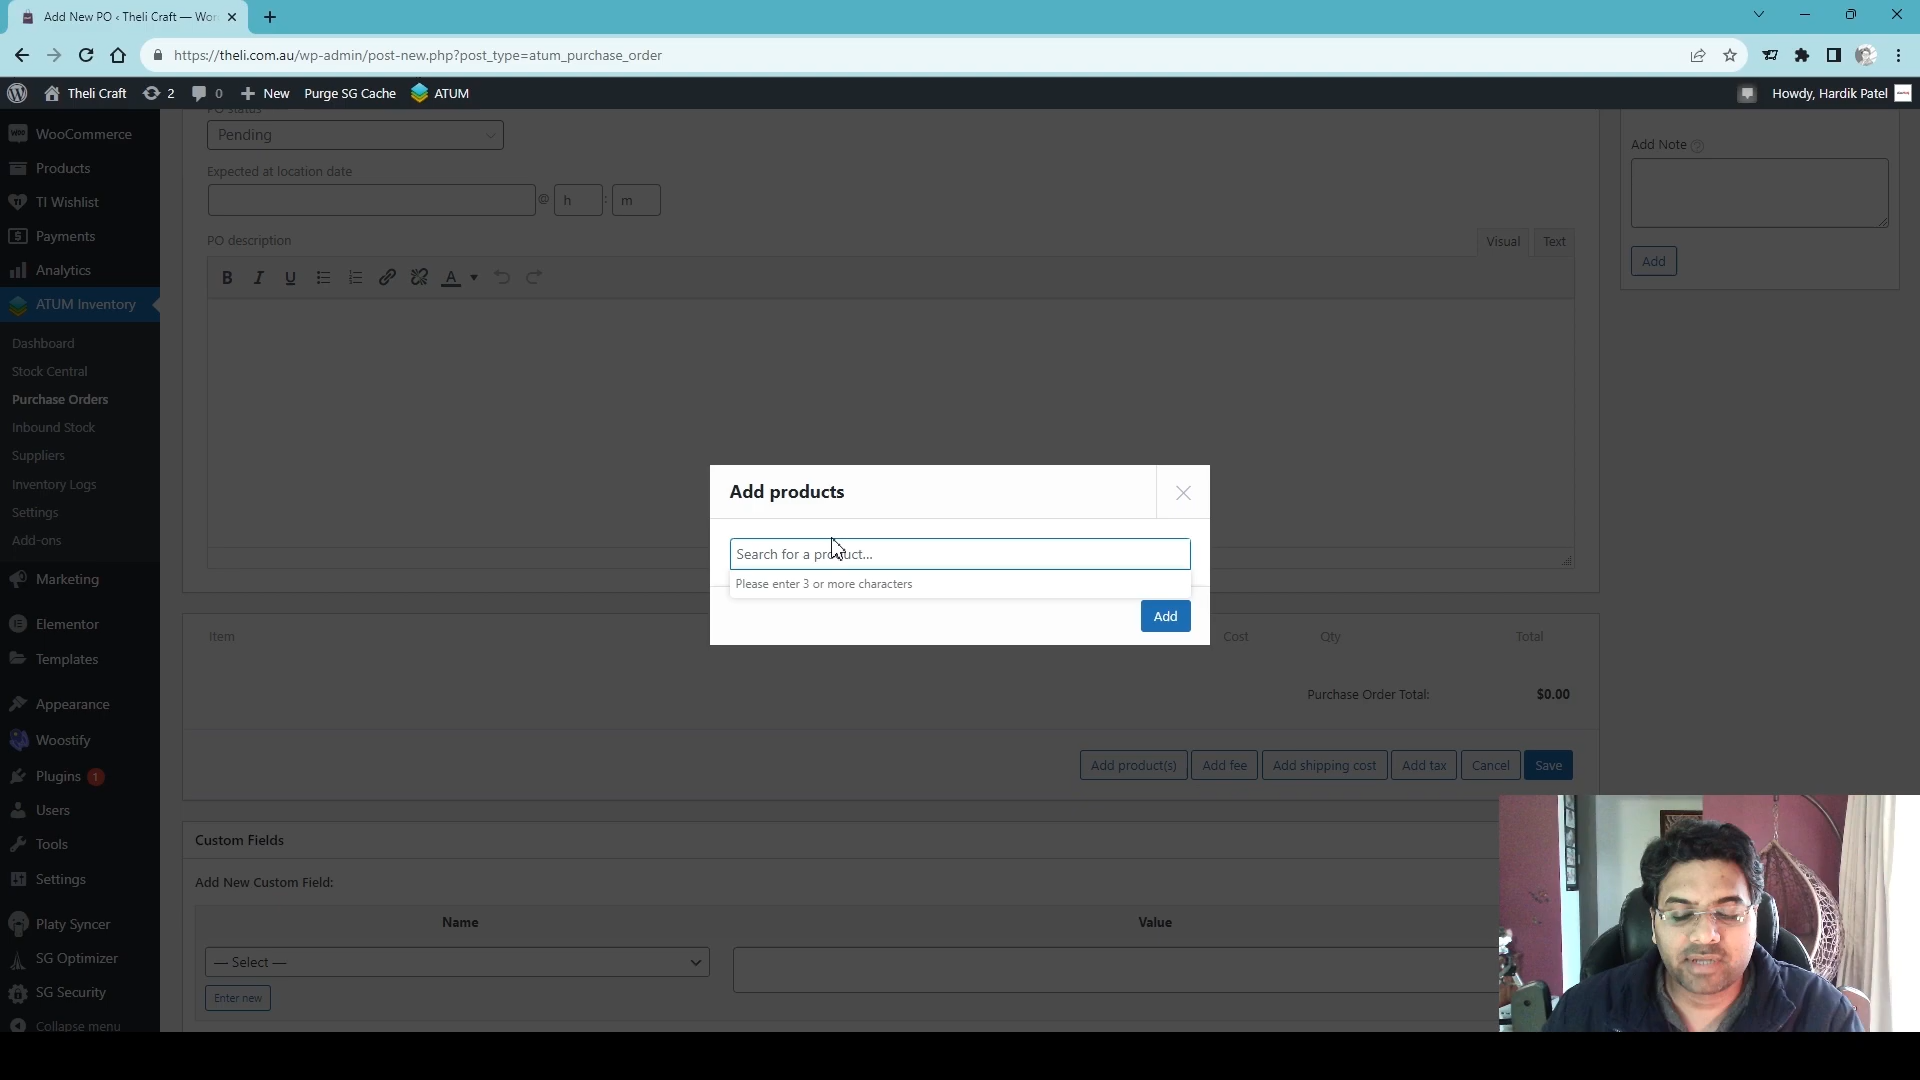 Add New PO ‹ Theli Craft — Wor
https://theli.com.au/wp-admin/post-new.php?post_type=atum_purchase_order
Theli Craft
2
0
New
Purge SG Cache
ATUM
Howdy, Hardik Patel
WooCommerce
Products
TI Wishlist
Payments
Analytics
ATUM Inventory
Dashboard
Stock Central
Purchase Orders
Inbound Stock
Suppliers
Inventory Logs
Settings
Add-ons
Marketing
Elementor
Templates
Appearance
Woostify
Plugins 1
Users
Tools
Settings
Platy Syncer
SG Optimizer
SG Security
Collapse menu
PO status
Pending
Expected at location date
@ h : m
PO description
Visual Text
Add Note
Add
Add products
Search for a product...
Please enter 3 or more characters
Add
Item Cost Qty Total
Purchase Order Total: $0.00
Add product(s) Add fee Add shipping cost Add tax Cancel Save
Custom Fields
Add New Custom Field:
Name Value
— Select —
Enter new